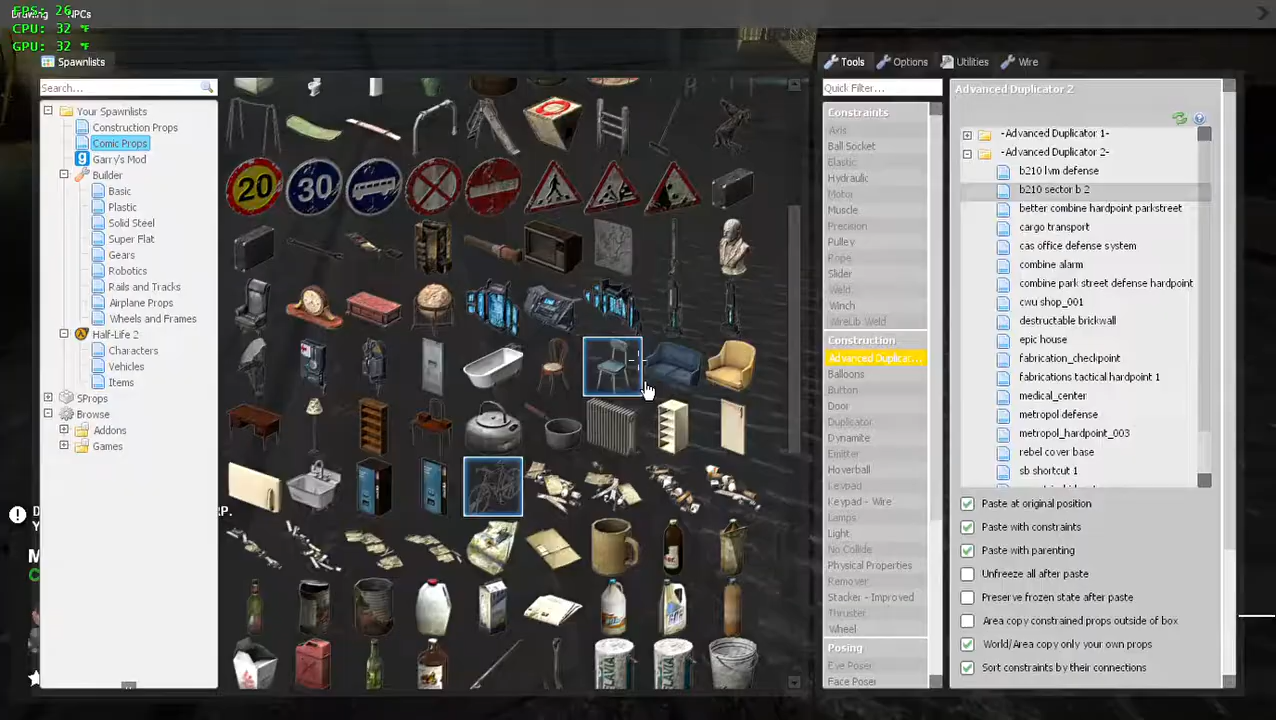 Drawing NPCs
FPS: 26
CPU: 32 °F
GPU: 32 °F
Spawnlists
Search...
Your Spawnlists
Construction Props
Comic Props
Garry's Mod
Builder
Basic
Plastic
Solid Steel
Super Flat
Gears
Robotics
Rails and Tracks
Airplane Props
Wheels and Frames
Half-Life 2
Characters
Vehicles
Items
SProps
Browse
Addons
Games
20
30
RP.
Tools
Options
Utilities
Wire
Quick Filter...
Constraints
Axis
Ball Socket
Elastic
Hydraulic
Motor
Muscle
Precision
Pulley
Rope
Slider
Weld
Winch
WireLib Weld
Construction
Advanced Duplicat...
Balloons
Button
Door
Duplicator
Dynamite
Emitter
Hoverball
Keypad
Keypad - Wire
Lamps
Light
No Collide
Physical Properties
Remover
Stacker - Improved
Thruster
Wheel
Posing
Eye Poser
Face Poser
Advanced Duplicator 2
-Advanced Duplicator 1-
-Advanced Duplicator 2-
b210 lvm defense
b210 sector b 2
better combine hardpoint parkstreet
cargo transport
cas office defense system
combine alarm
combine park street defense hardpoint
cwu shop_001
destructable brickwall
epic house
fabrication_checkpoint
fabrications tactical hardpoint 1
medical_center
metropol defense
metropol_hardpoint_003
rebel cover base
sb shortcut 1
Paste at original position
Paste with constraints
Paste with parenting
Unfreeze all after paste
Preserve frozen state after paste
Area copy constrained props outside of box
World/Area copy only your own props
Sort constraints by their connections